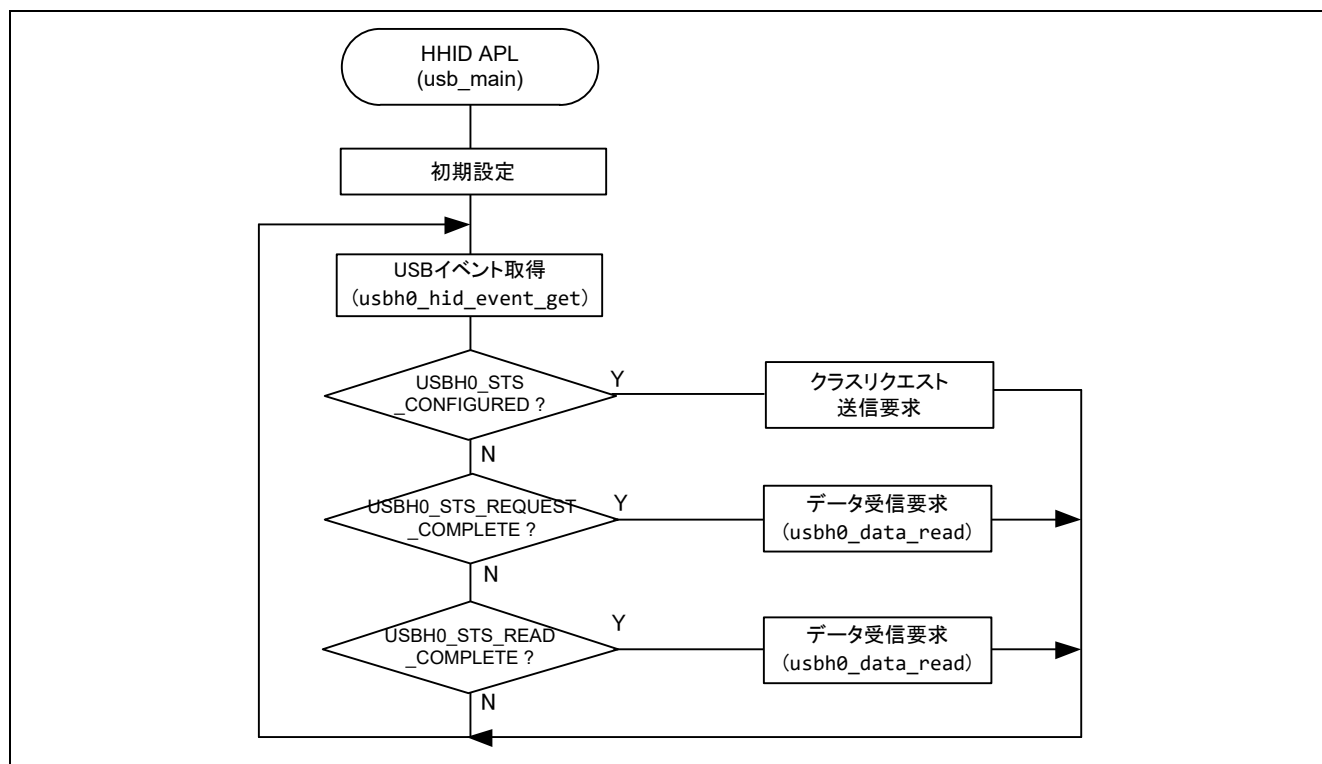 HHID APL
(usb_main)
初期設定
USBイベント取得
(usbh0_hid_event_get)
USBH0_STS
_CONFIGURED ?
Y
クラスリクエスト
送信要求
N
USBH0_STS_REQUEST
_COMPLETE ?
Y
データ受信要求
(usbh0_data_read)
N
USBH0_STS_READ
_COMPLETE ?
Y
データ受信要求
(usbh0_data_read)
N